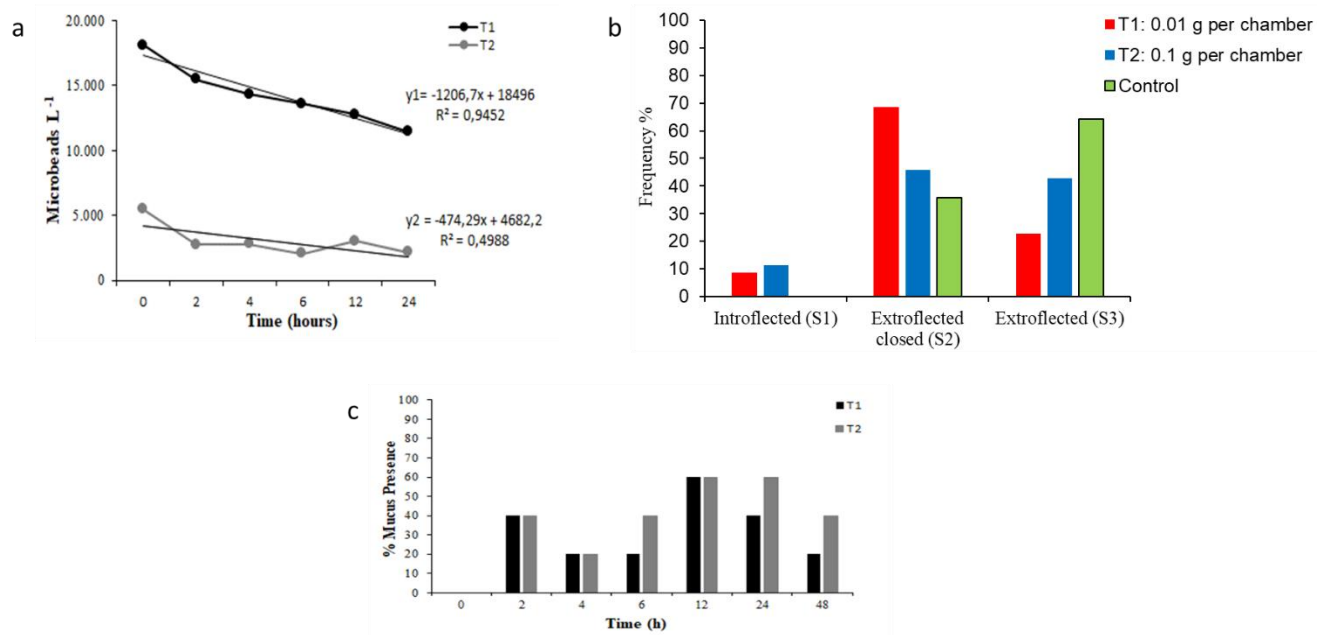 a
20.000
15.000
10.000
5.000
0
Microbeads L⁻¹
T1
T2
y1= -1206,7x + 18496
R² = 0,9452
y2 = -474,29x + 4682,2
R² = 0,4988
0 2 4 6 12 24
Time (hours)
b
100
90
80
70
60
50
40
30
20
10
0
Frequency %
T1: 0.01 g per chamber
T2: 0.1 g per chamber
Control
Introflected (S1)
Extroflected
closed (S2)
Extroflected (S3)
c
100
90
80
70
60
50
40
30
20
10
0
% Mucus Presence
T1
T2
0 2 4 6 12 24 48
Time (h)